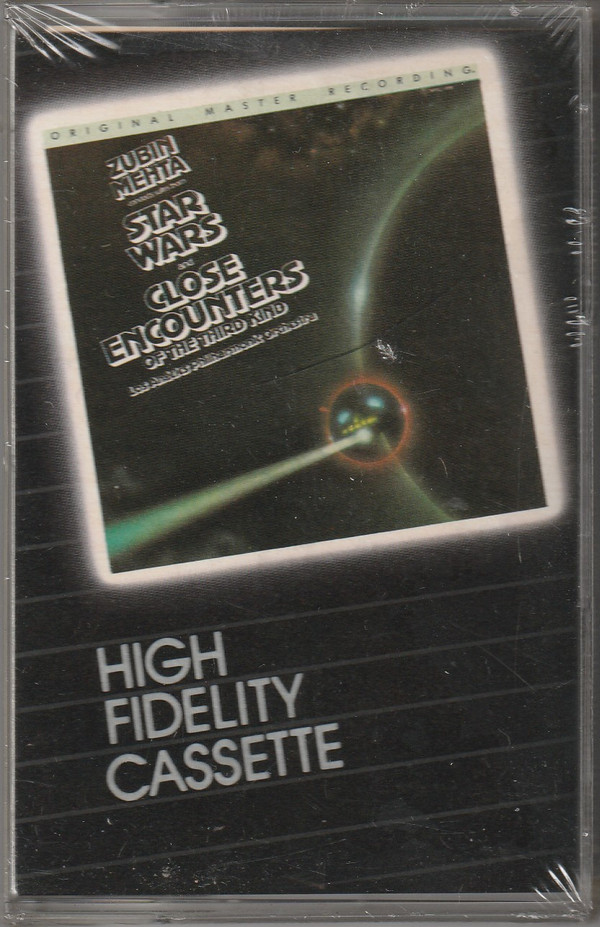 ORIGINAL MASTER RECORDING
ZUBIN
MEHTA
STAR
WARS
and
CLOSE
ENCOUNTERS
OF THE THIRD KIND
Los Angeles Philharmonic Orchestra
HIGH
FIDELITY
CASSETTE